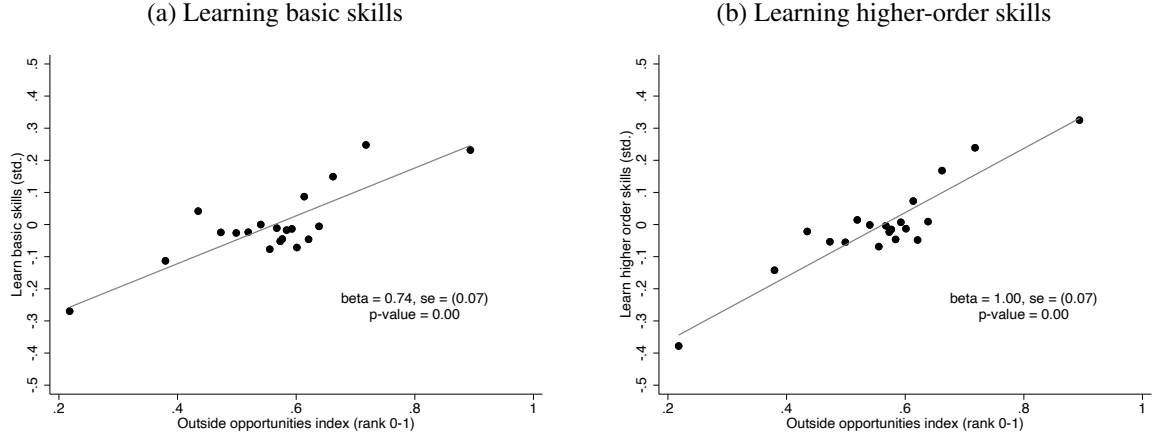 (a) Learning basic skills
Learn basic skills (std.)
.5
.4
.3
.2
.1
0
-.1
-.2
-.3
-.4
-.5
beta = 0.74, se = (0.07)
p-value = 0.00
.2 .4 .6 .8 1
Outside opportunities index (rank 0-1)
(b) Learning higher-order skills
Learn higher order skills (std.)
.5
.4
.3
.2
.1
0
-.1
-.2
-.3
-.4
-.5
beta = 1.00, se = (0.07)
p-value = 0.00
.2 .4 .6 .8 1
Outside opportunities index (rank 0-1)